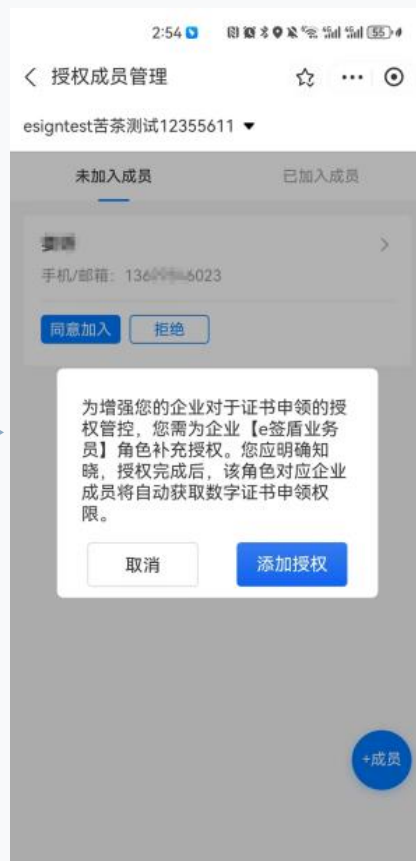 2:54
55
授权成员管理
esigntest苦茶测试12355611
未加入成员
已加入成员
手机/邮箱：136 6023
同意加入
拒绝
为增强您的企业对于证书申领的授
权管控，您需为企业【e签盾业务
员】角色补充授权。您应明确知
晓，授权完成后，该角色对应企业
成员将自动获取数字证书申领权
限。
取消
添加授权
+成员